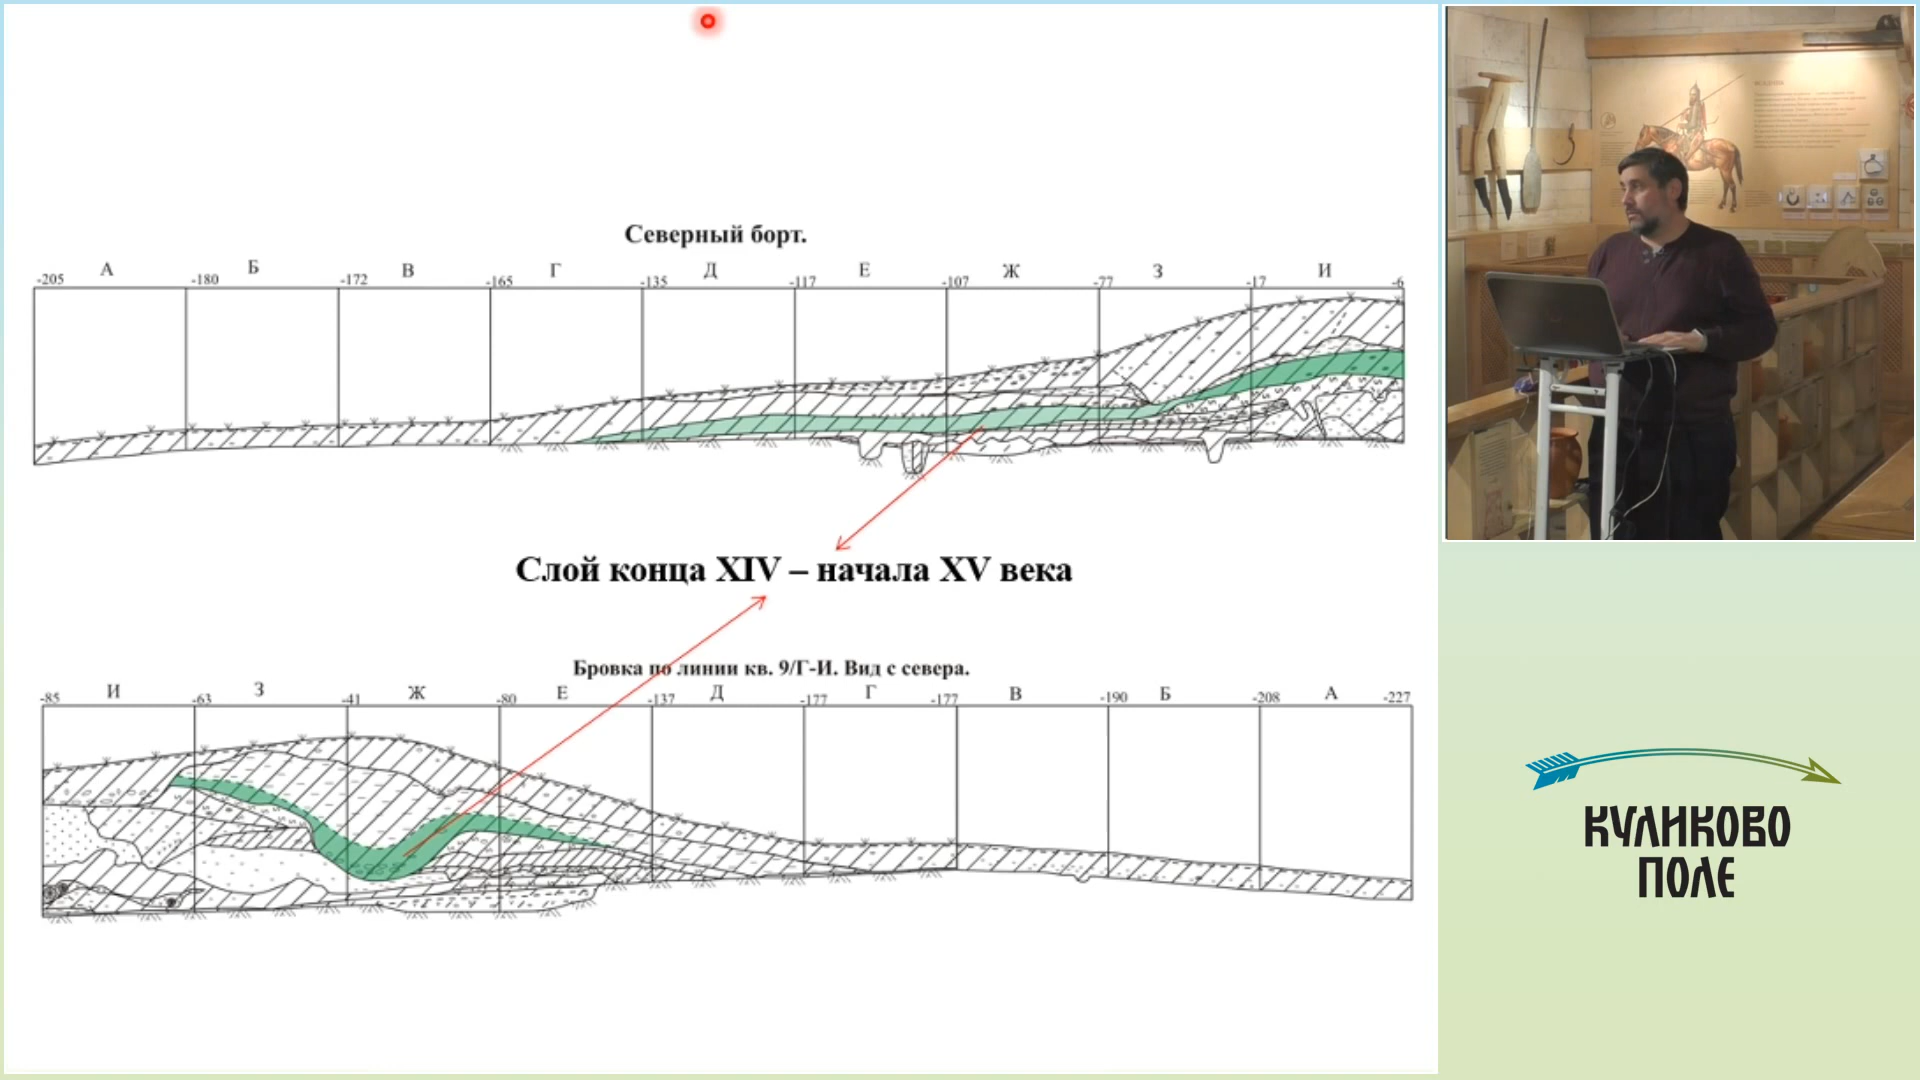 Северный борт.
А Б В Г Д Е Ж З И
-205 -180 -172 -165 -135 -117 -107 -77 -17 -6
Слой конца XIV – начала XV века
Бровка по линии кв. 9/Г-И. Вид с севера.
И З Ж Е Д Г В Б А
-85 -63 -41 -80 -137 -177 -177 -190 -208 -227
КУЛИКОВО
ПОЛЕ